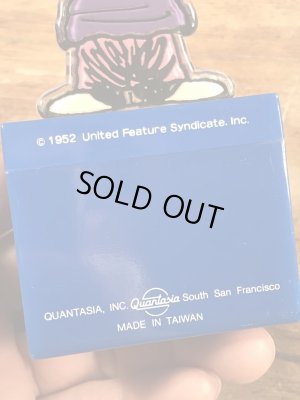 © 1952 United Feature Syndicate. Inc.
SOLD OUT
QUANTASIA, INC. Quantasia South San Francisco
MADE IN TAIWAN